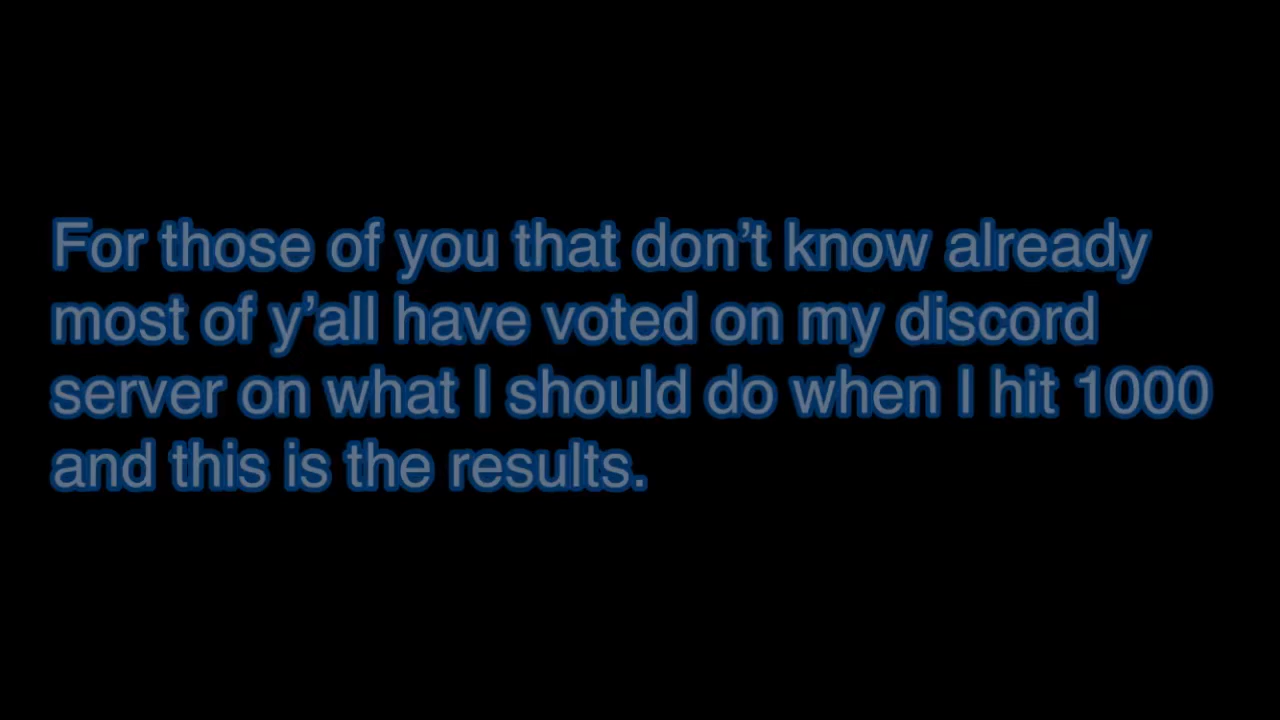 For those of you that don’t know already
most of y’all have voted on my discord
server on what I should do when I hit 1000
and this is the results.